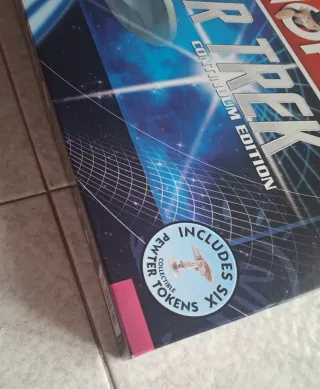 R TREK
CONTINUUM EDITION
INCLUDES SIX
COLLECTIBLE
PEWTER TOKENS